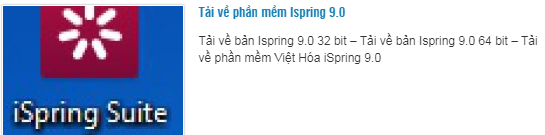 Tải về phần mềm Ispring 9.0
Tải về bản Ispring 9.0 32 bit – Tải về bản Ispring 9.0 64 bit – Tải
về phần mềm Việt Hóa iSpring 9.0
iSpring Suite